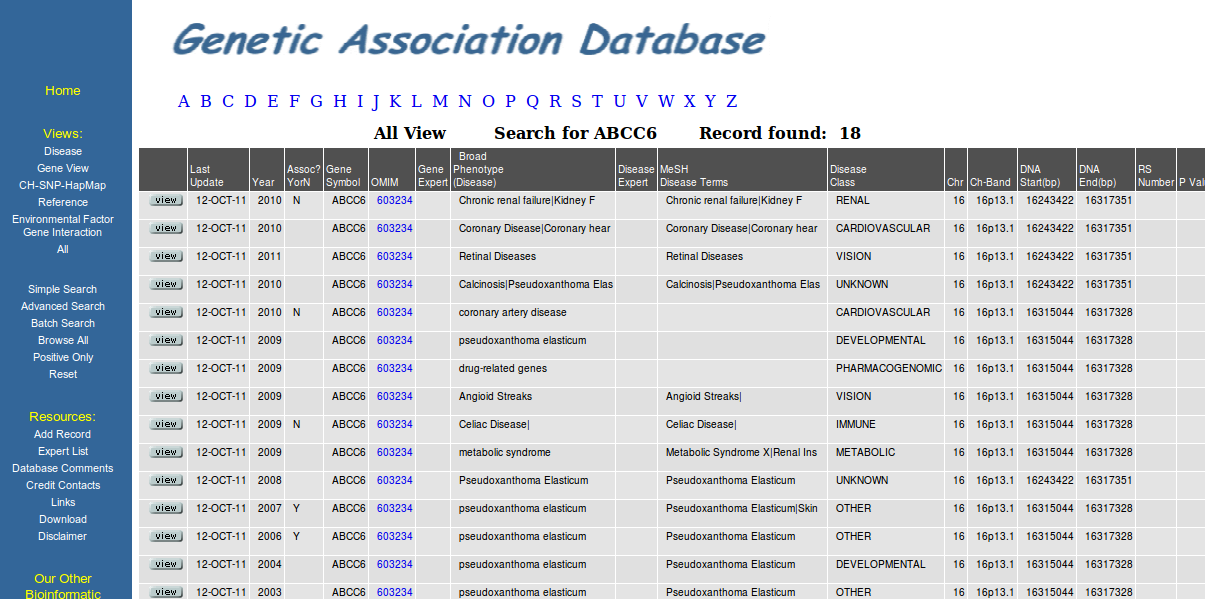 Genetic Association Database
A B C D E F G H I J K L M N O P Q R S T U V W X Y Z
All View Search for ABCC6 Record found: 18
Home
Views:
Disease
Gene View
CH-SNP-HapMap
Reference
Environmental Factor
Gene Interaction
All
Simple Search
Advanced Search
Batch Search
Browse All
Positive Only
Reset
Resources:
Add Record
Expert List
Database Comments
Credit Contacts
Links
Download
Disclaimer
Our Other
Bioinformatic
Last Update Year Assoc? YorN Gene Symbol OMIM Gene Expert Broad Phenotype (Disease) Disease Expert MeSH Disease Terms Disease Class Chr Ch-Band DNA Start(bp) DNA End(bp) RS Number P Val
view 12-OCT-11 2010 N ABCC6 603234 Chronic renal failure|Kidney F Chronic renal failure|Kidney F RENAL 16 16p13.1 16243422 16317351
view 12-OCT-11 2010 ABCC6 603234 Coronary Disease|Coronary hear Coronary Disease|Coronary hear CARDIOVASCULAR 16 16p13.1 16243422 16317351
view 12-OCT-11 2011 ABCC6 603234 Retinal Diseases Retinal Diseases VISION 16 16p13.1 16243422 16317351
view 12-OCT-11 2010 ABCC6 603234 Calcinosis|Pseudoxanthoma Elas Calcinosis|Pseudoxanthoma Elas UNKNOWN 16 16p13.1 16243422 16317351
view 12-OCT-11 2010 N ABCC6 603234 coronary artery disease CARDIOVASCULAR 16 16p13.1 16315044 16317328
view 12-OCT-11 2009 ABCC6 603234 pseudoxanthoma elasticum DEVELOPMENTAL 16 16p13.1 16315044 16317328
view 12-OCT-11 2009 ABCC6 603234 drug-related genes PHARMACOGENOMIC 16 16p13.1 16315044 16317328
view 12-OCT-11 2009 ABCC6 603234 Angioid Streaks Angioid Streaks| VISION 16 16p13.1 16315044 16317328
view 12-OCT-11 2009 N ABCC6 603234 Celiac Disease| Celiac Disease| IMMUNE 16 16p13.1 16315044 16317328
view 12-OCT-11 2009 ABCC6 603234 metabolic syndrome Metabolic Syndrome X|Renal Ins METABOLIC 16 16p13.1 16315044 16317328
view 12-OCT-11 2008 ABCC6 603234 Pseudoxanthoma Elasticum Pseudoxanthoma Elasticum UNKNOWN 16 16p13.1 16243422 16317351
view 12-OCT-11 2007 Y ABCC6 603234 pseudoxanthoma elasticum Pseudoxanthoma Elasticum|Skin OTHER 16 16p13.1 16315044 16317328
view 12-OCT-11 2006 Y ABCC6 603234 pseudoxanthoma elasticum Pseudoxanthoma Elasticum OTHER 16 16p13.1 16315044 16317328
view 12-OCT-11 2004 ABCC6 603234 pseudoxanthoma elasticum Pseudoxanthoma Elasticum DEVELOPMENTAL 16 16p13.1 16315044 16317328
view 12-OCT-11 2003 ABCC6 603234 pseudoxanthoma elasticum Pseudoxanthoma Elasticum OTHER 16 16p13.1 16315044 16317328